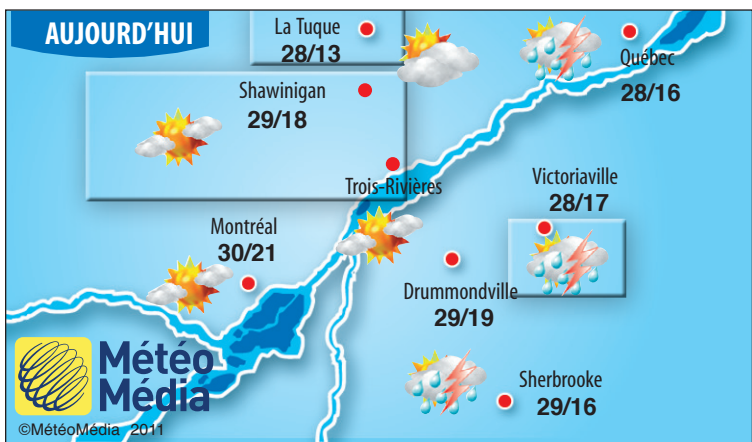 AUJOURD'HUI
La Tuque
28/13
Québec
28/16
Shawinigan
29/18
Trois-Rivières
Victoriaville
28/17
Montréal
30/21
Drummondville
29/19
Sherbrooke
29/16
Météo
Média
©MétéoMédia 2011